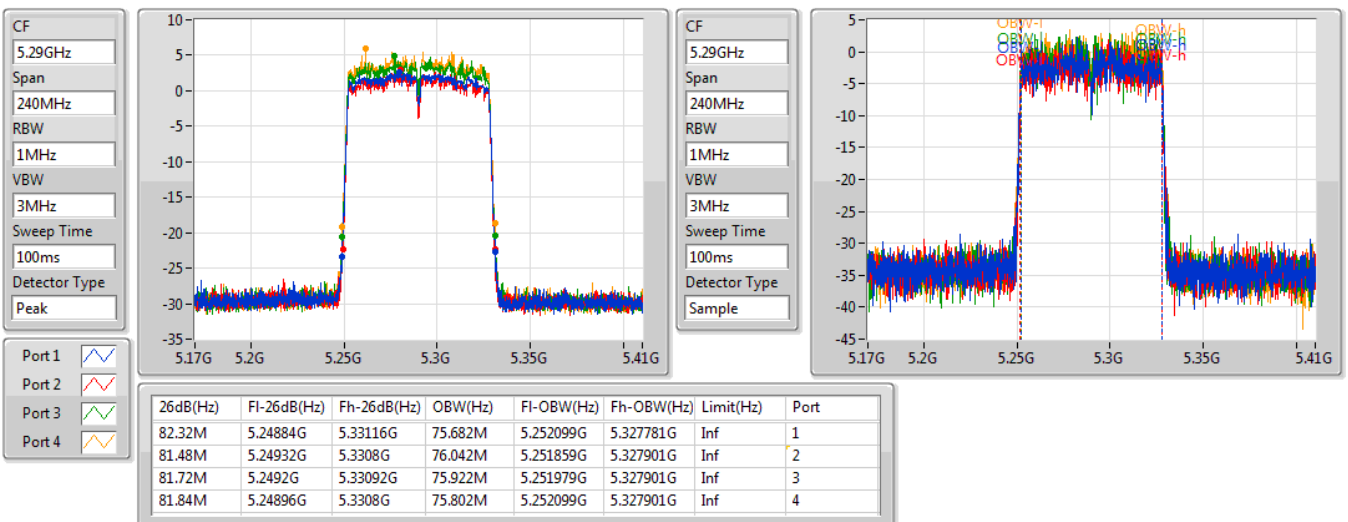 CF
5.29GHz
Span
240MHz
RBW
1MHz
VBW
3MHz
Sweep Time
100ms
Detector Type
Peak
10
5
0
-5
-10
-15
-20
-25
-30
-35
5.17G 5.2G 5.25G 5.3G 5.35G 5.41G
CF
5.29GHz
Span
240MHz
RBW
1MHz
VBW
3MHz
Sweep Time
100ms
Detector Type
Sample
5
0
-5
-10
-15
-20
-25
-30
-35
-40
-45
5.17G 5.2G 5.25G 5.3G 5.35G 5.41G
OBW-l OBW-h
Port 1
Port 2
Port 3
Port 4
26dB(Hz) Fl-26dB(Hz) Fh-26dB(Hz) OBW(Hz) Fl-OBW(Hz) Fh-OBW(Hz) Limit(Hz) Port
82.32M 5.24884G 5.33116G 75.682M 5.252099G 5.327781G Inf 1
81.48M 5.24932G 5.3308G 76.042M 5.251859G 5.327901G Inf 2
81.72M 5.2492G 5.33092G 75.922M 5.251979G 5.327901G Inf 3
81.84M 5.24896G 5.3308G 75.802M 5.252099G 5.327901G Inf 4